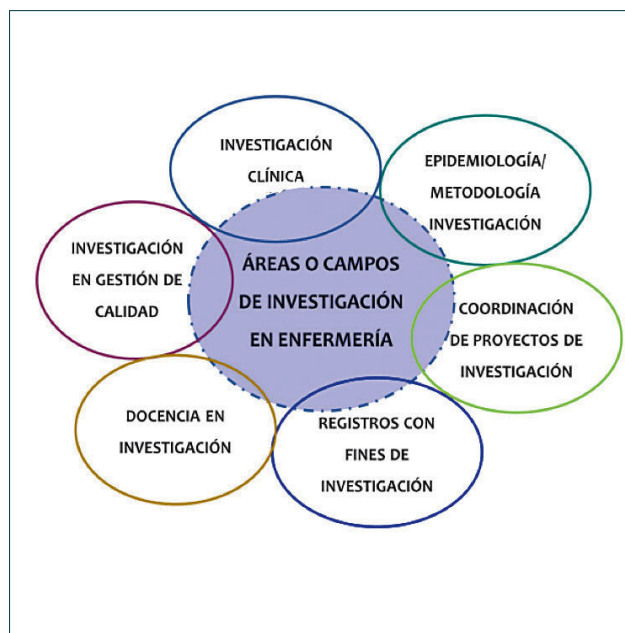 INVESTIGACIÓN
CLÍNICA
EPIDEMIOLOGÍA/
METODOLOGÍA
INVESTIGACIÓN
INVESTIGACIÓN
EN GESTIÓN DE
CALIDAD
ÁREAS O CAMPOS
DE INVESTIGACIÓN
EN ENFERMERÍA
COORDINACIÓN
DE PROYECTOS DE
INVESTIGACIÓN
DOCENCIA EN
INVESTIGACIÓN
REGISTROS CON
FINES DE
INVESTIGACIÓN